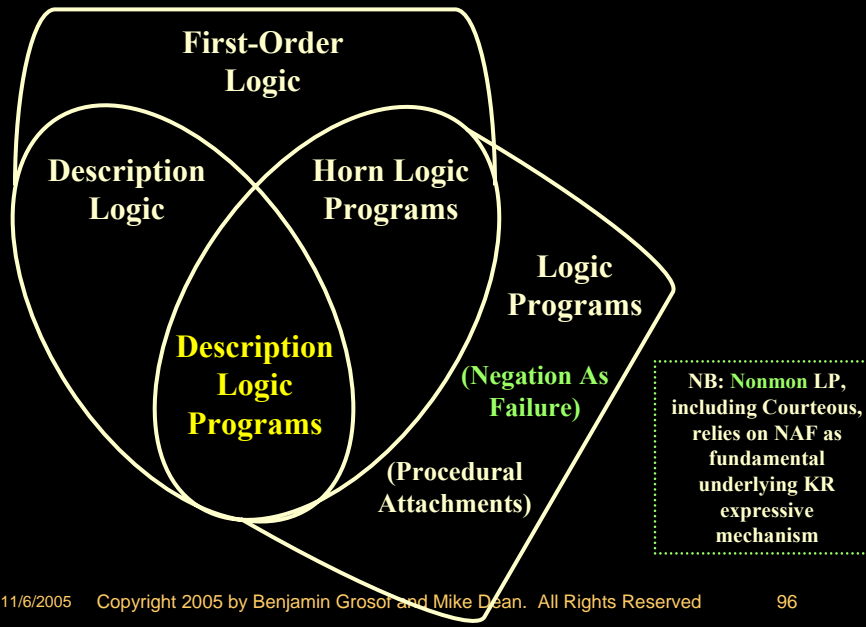 First-Order
Logic
Description
Logic
Horn Logic
Programs
Logic
Programs
Description
Logic
Programs
(Negation As
Failure)
(Procedural
Attachments)
NB: Nonmon LP,
including Courteous,
relies on NAF as
fundamental
underlying KR
expressive
mechanism
11/6/2005 Copyright 2005 by Benjamin Grosof and Mike Dean. All Rights Reserved 96